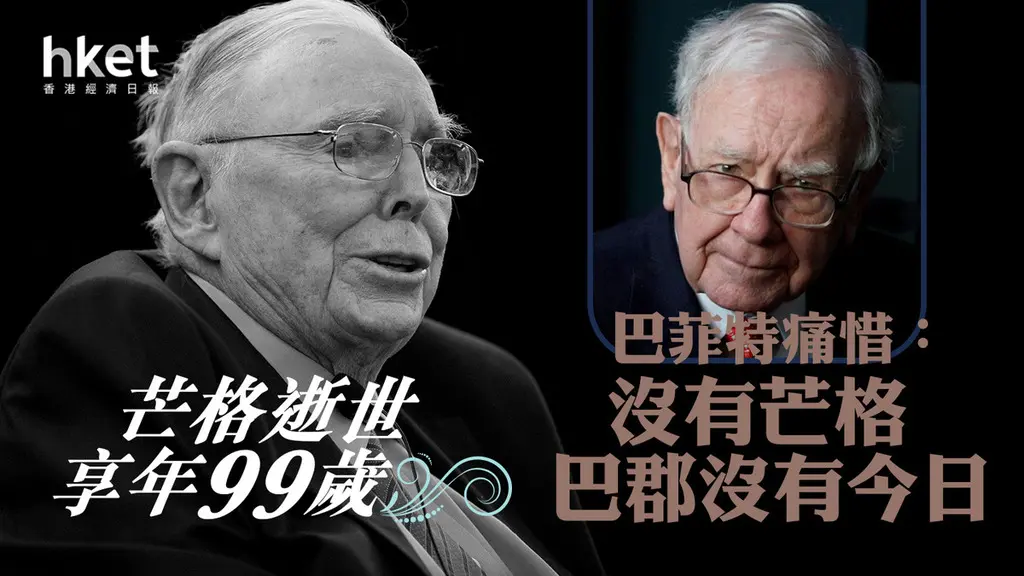 hket
香港經濟日報
芒格逝世
享年99歲
巴菲特痛惜：
沒有芒格
巴郡沒有今日